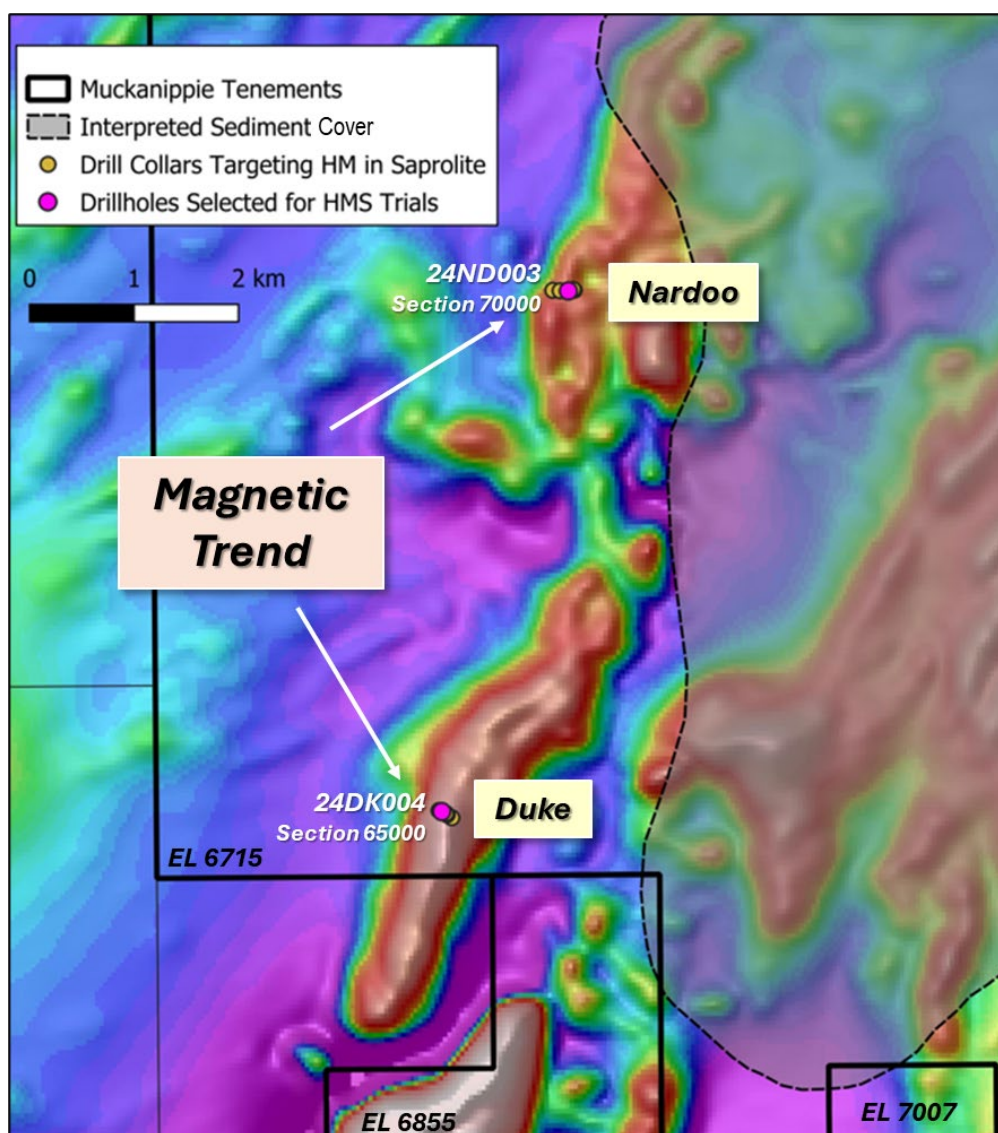 Muckanippie Tenements
Interpreted Sediment Cover
Drill Collars Targeting HM in Saprolite
Drillholes Selected for HMS Trials
0 1 2 km
24ND003
Section 70000
Nardoo
Magnetic
Trend
24DK004
Section 65000
Duke
EL 6715
EL 6855
EL 7007